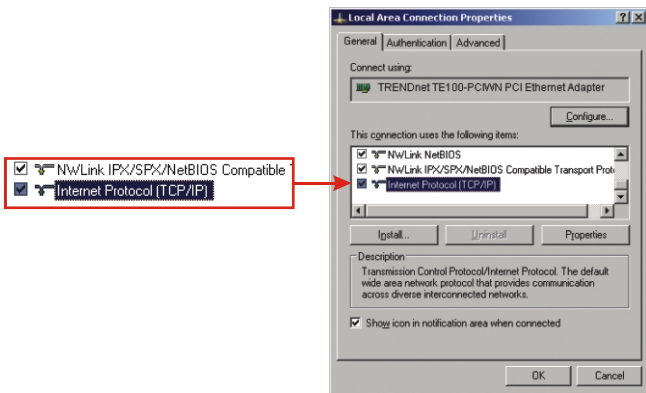 NWLink IPX/SPX/NetBIOS Compatible
Internet Protocol (TCP/IP)
Local Area Connection Properties
General Authentication Advanced
Connect using:
TRENDnet TE100-PCIWN PCI Ethernet Adapter
Configure...
This connection uses the following items:
NWLink NetBIOS
NWLink IPX/SPX/NetBIOS Compatible Transport Prot
Internet Protocol (TCP/IP)
Install... Uninstall Properties
Description
Transmission Control Protocol/Internet Protocol. The default
wide area network protocol that provides communication
across diverse interconnected networks.
Show icon in notification area when connected
OK Cancel